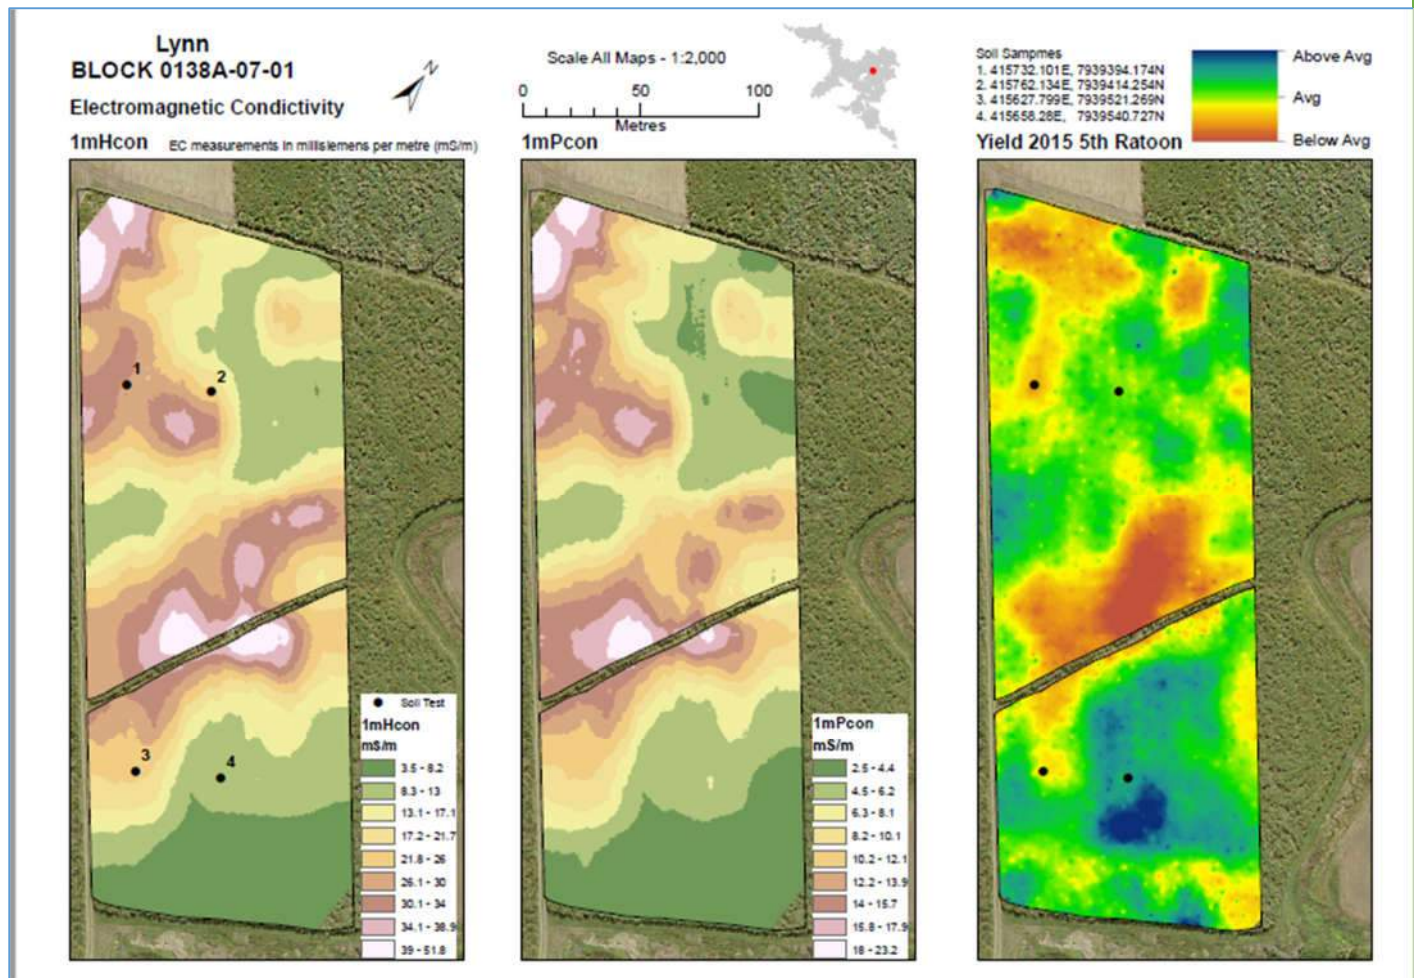 Lynn
BLOCK 0138A-07-01
Electromagnetic Condictivity
1mHcon EC measurements in millisiemens per metre (mS/m)
N
Scale All Maps - 1:2,000
0 50 100
Metres
1mPcon
Soil Sampmes
1. 415732.101E, 7939394.174N
2. 415762.134E, 7939414.254N
3. 415627.799E, 7939521.269N
4. 415658.28E, 7939540.727N
Yield 2015 5th Ratoon
Above Avg
Avg
Below Avg
1
2
3
4
Soil Test
1mHcon
mS/m
3.5 - 8.2
8.3 - 13
13.1 - 17.1
17.2 - 21.7
21.8 - 26
26.1 - 30
30.1 - 34
34.1 - 38.9
39 - 51.8
1mPcon
mS/m
2.5 - 4.4
4.5 - 6.2
6.3 - 8.1
8.2 - 10.1
10.2 - 12.1
12.2 - 13.9
14 - 15.7
15.8 - 17.9
18 - 23.2